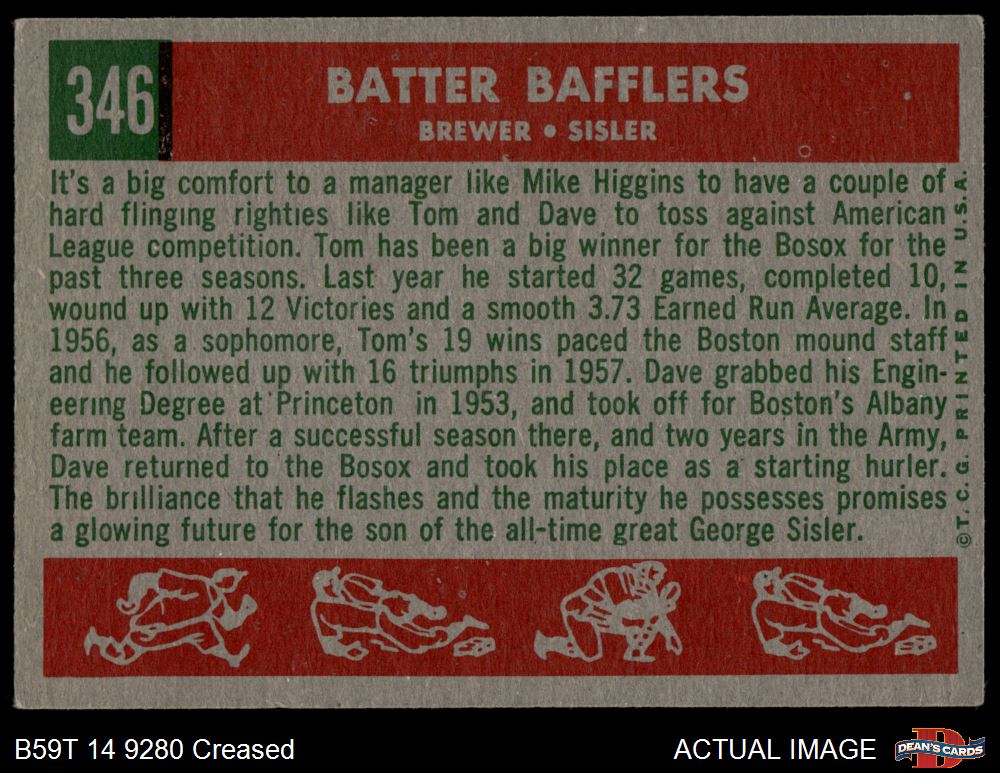 346
BATTER BAFFLERS
BREWER • SISLER
It's a big comfort to a manager like Mike Higgins to have a couple of
hard flinging righties like Tom and Dave to toss against American
League competition. Tom has been a big winner for the Bosox for the
past three seasons. Last year he started 32 games, completed 10,
wound up with 12 Victories and a smooth 3.73 Earned Run Average. In
1956, as a sophomore, Tom's 19 wins paced the Boston mound staff
and he followed up with 16 triumphs in 1957. Dave grabbed his Engin-
eering Degree at Princeton in 1953, and took off for Boston's Albany
farm team. After a successful season there, and two years in the Army,
Dave returned to the Bosox and took his place as a starting hurler.
The brilliance that he flashes and the maturity he possesses promises
a glowing future for the son of the all-time great George Sisler.
©T. C. G. PRINTED IN U.S.A.
B59T 14 9280 Creased
ACTUAL IMAGE
D
DEAN'S CARDS